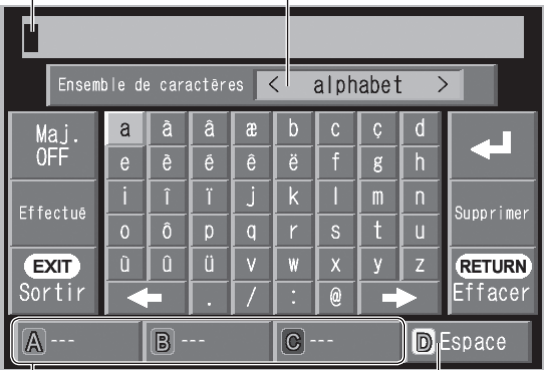 Ensemble de caractères < alphabet >
Maj. OFF
a à â æ b c ç d
e è é ê ë f g h
Effectué
i î ï j k l m n
Supprimer
o ô p q r s t u
EXIT
Sortir
ù û ü v w x y z
. / : @
RETURN
Effacer
A --- B --- C --- D Espace